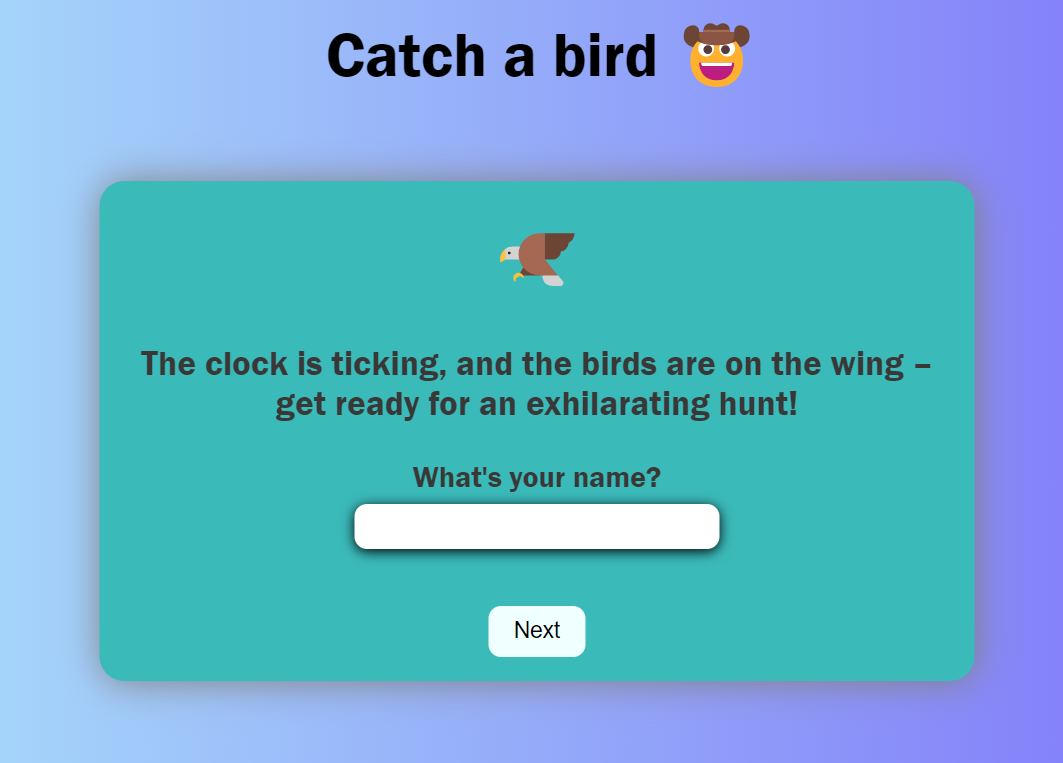 Catch a bird
The clock is ticking, and the birds are on the wing –
get ready for an exhilarating hunt!
What's your name?
Next